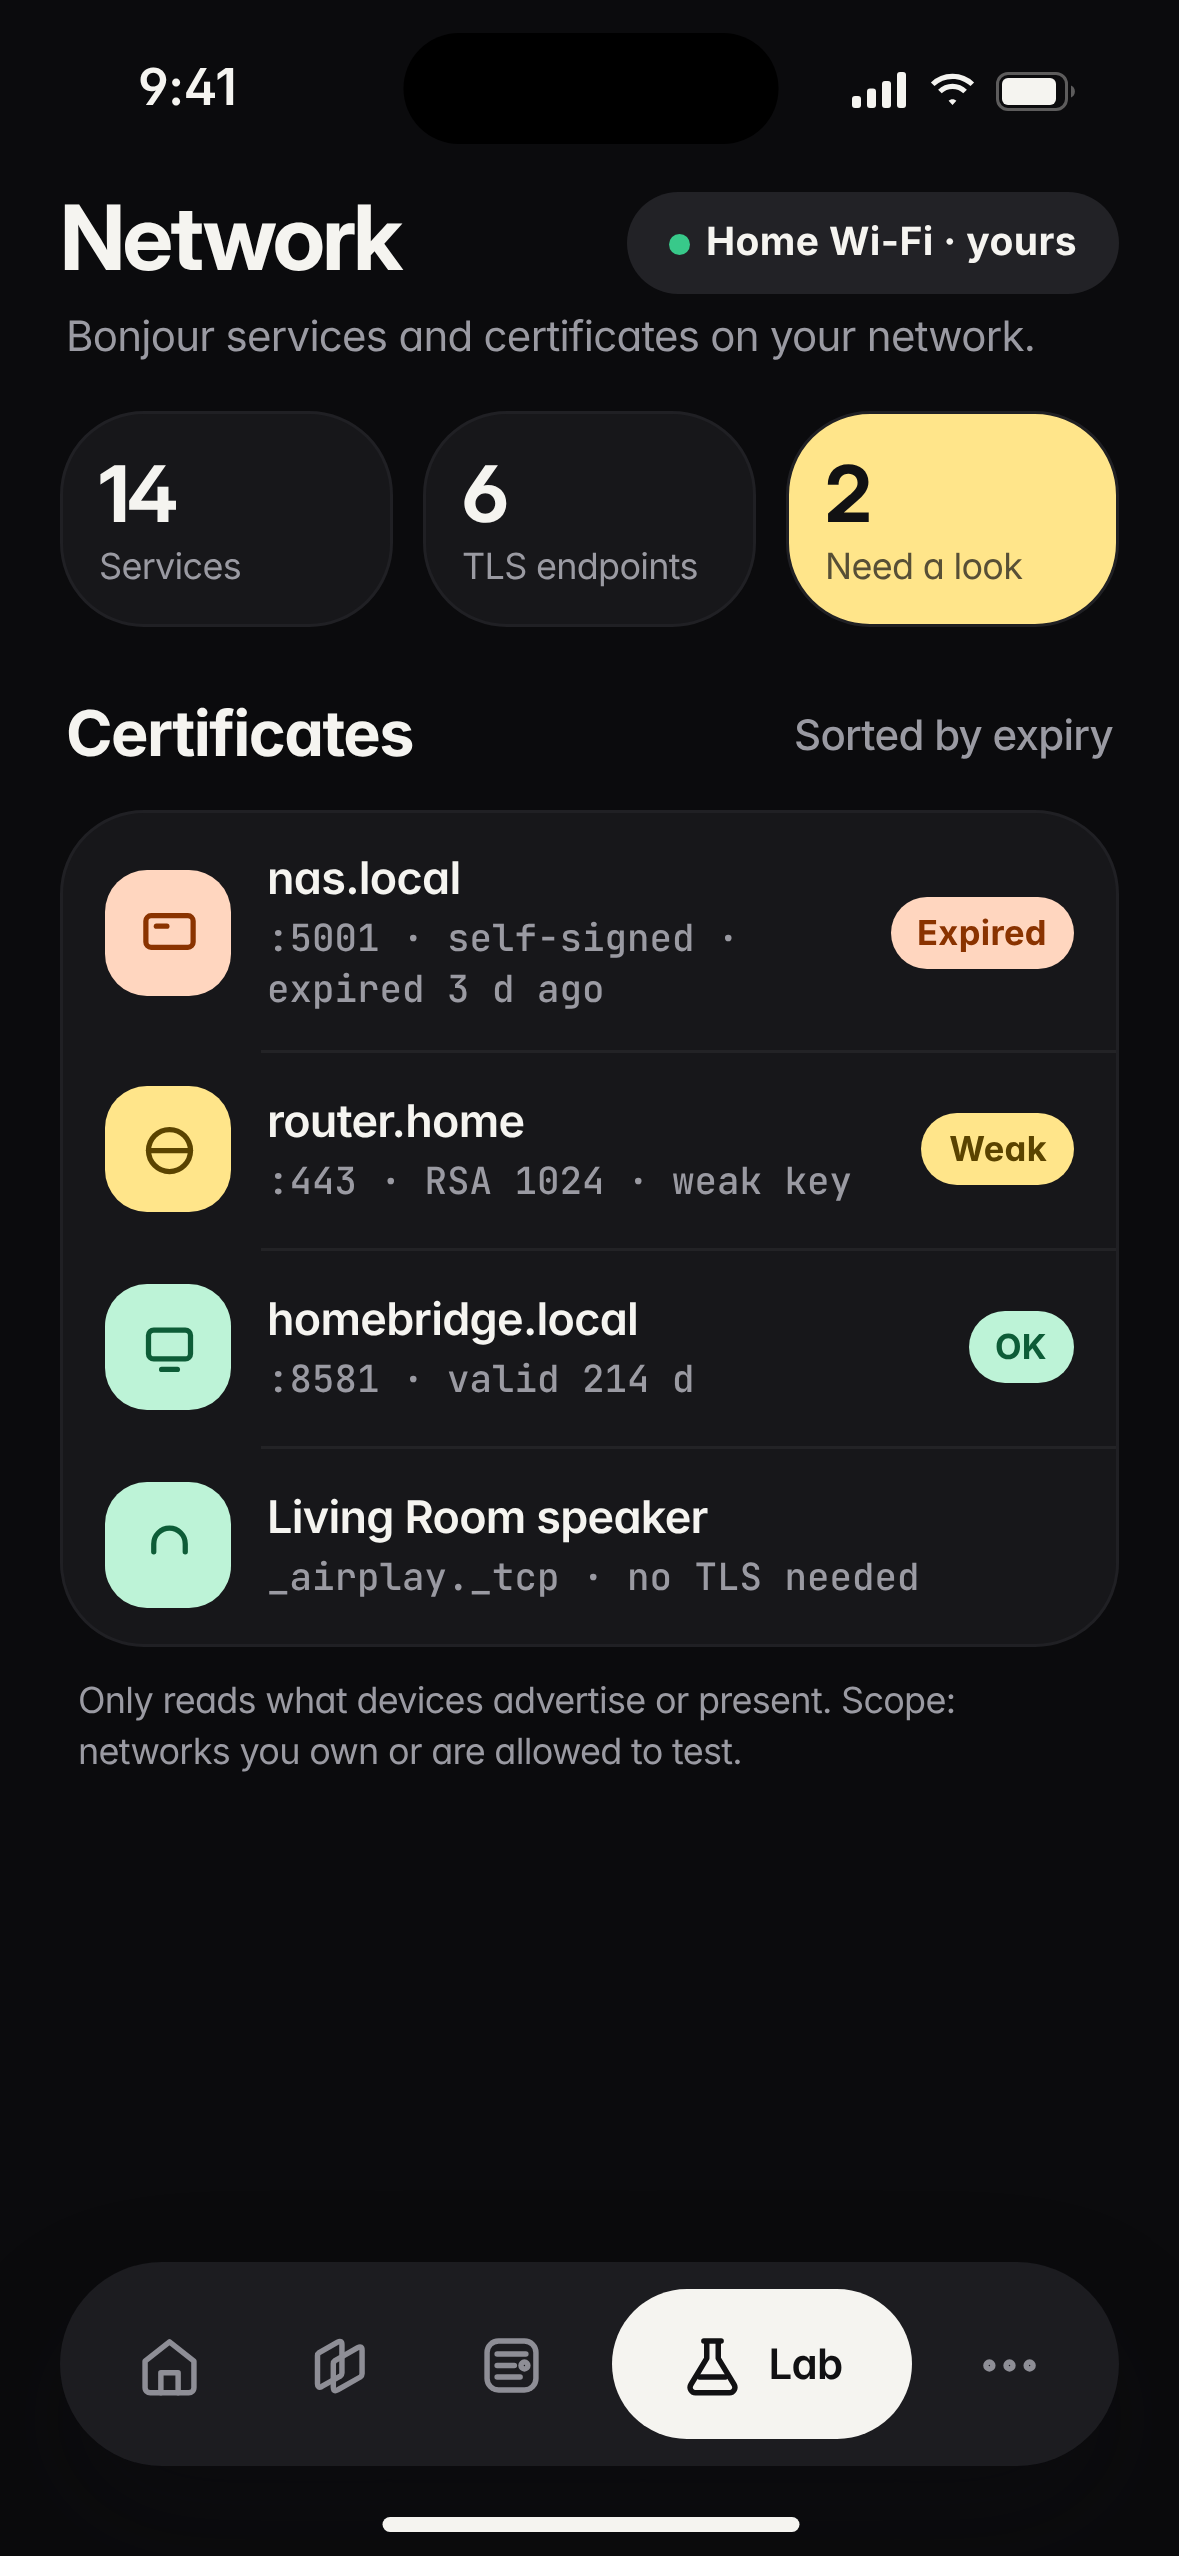 9:41
Network
Home Wi-Fi · yours
Bonjour services and certificates on your network.
14
Services
6
TLS endpoints
2
Need a look
Certificates
Sorted by expiry
nas.local
:5001 · self-signed ·
expired 3 d ago
Expired
router.home
:443 · RSA 1024 · weak key
Weak
homebridge.local
:8581 · valid 214 d
OK
Living Room speaker
_airplay._tcp · no TLS needed
Only reads what devices advertise or present. Scope:
networks you own or are allowed to test.
Lab